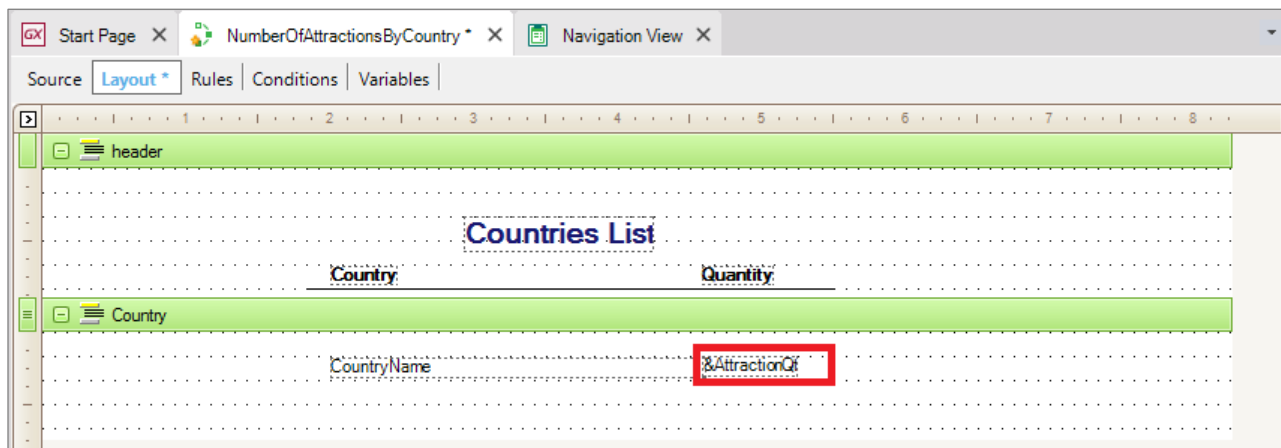 GX Start Page NumberOfAttractionsByCountry * Navigation View
Source Layout * Rules Conditions Variables
1 2 3 4 5 6 7 8
header
Countries List
Country Quantity
Country
CountryName &AttractionQt